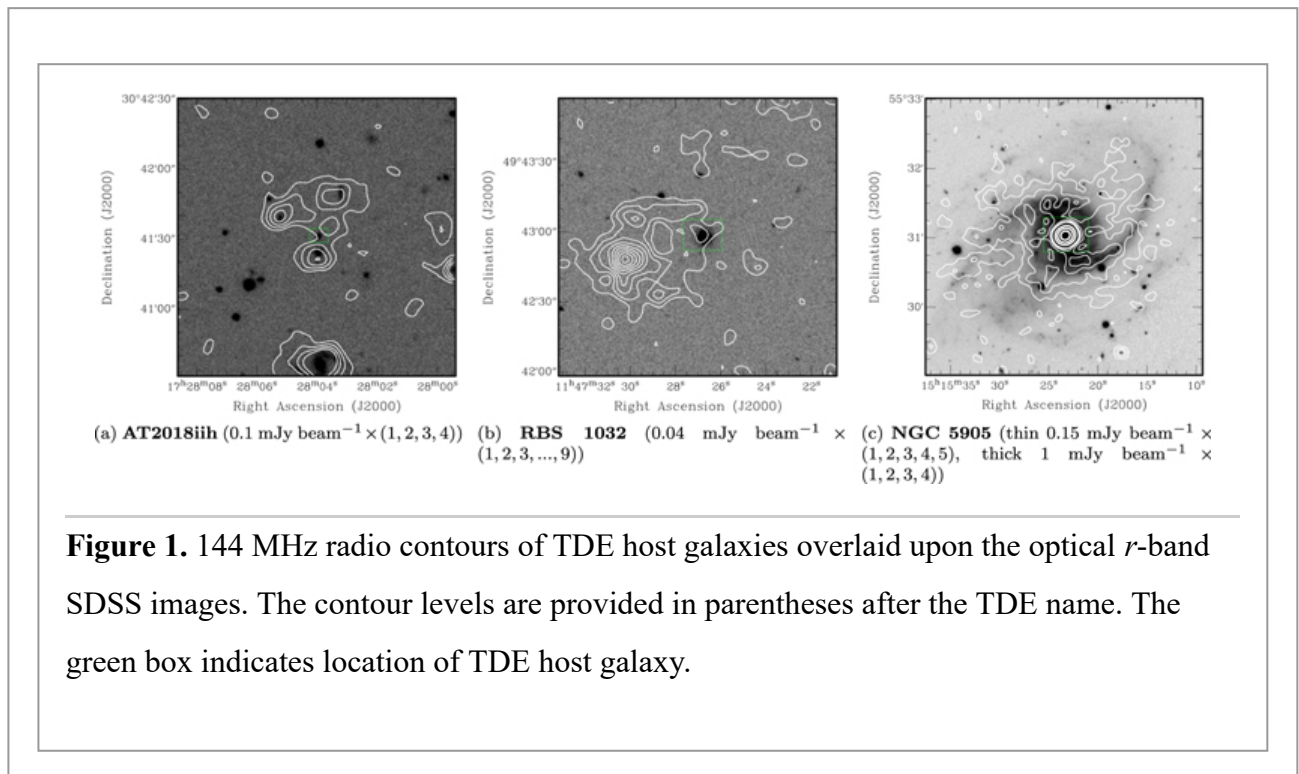 30°42'30"
42'00"
41'30"
41'00"
Declination (J2000)
17ʰ28ᵐ08ˢ 28ᵐ06ˢ 28ᵐ04ˢ 28ᵐ02ˢ 28ᵐ00ˢ
Right Ascension (J2000)
49°43'30"
43'00"
42'30"
42'00"
Declination (J2000)
11ʰ47ᵐ32ˢ 30ˢ 28ˢ 26ˢ 24ˢ 22ˢ
Right Ascension (J2000)
55°33'
32'
31'
30'
Declination (J2000)
15ʰ15ᵐ35ˢ 30ˢ 25ˢ 20ˢ 15ˢ 10ˢ
Right Ascension (J2000)
(a) AT2018iih (0.1 mJy beam⁻¹ × (1, 2, 3, 4))
(b) RBS 1032 (0.04 mJy beam⁻¹ ×
(1, 2, 3, ..., 9))
(c) NGC 5905 (thin 0.15 mJy beam⁻¹ ×
(1, 2, 3, 4, 5), thick 1 mJy beam⁻¹ ×
(1, 2, 3, 4))
Figure 1. 144 MHz radio contours of TDE host galaxies overlaid upon the optical r-band
SDSS images. The contour levels are provided in parentheses after the TDE name. The
green box indicates location of TDE host galaxy.